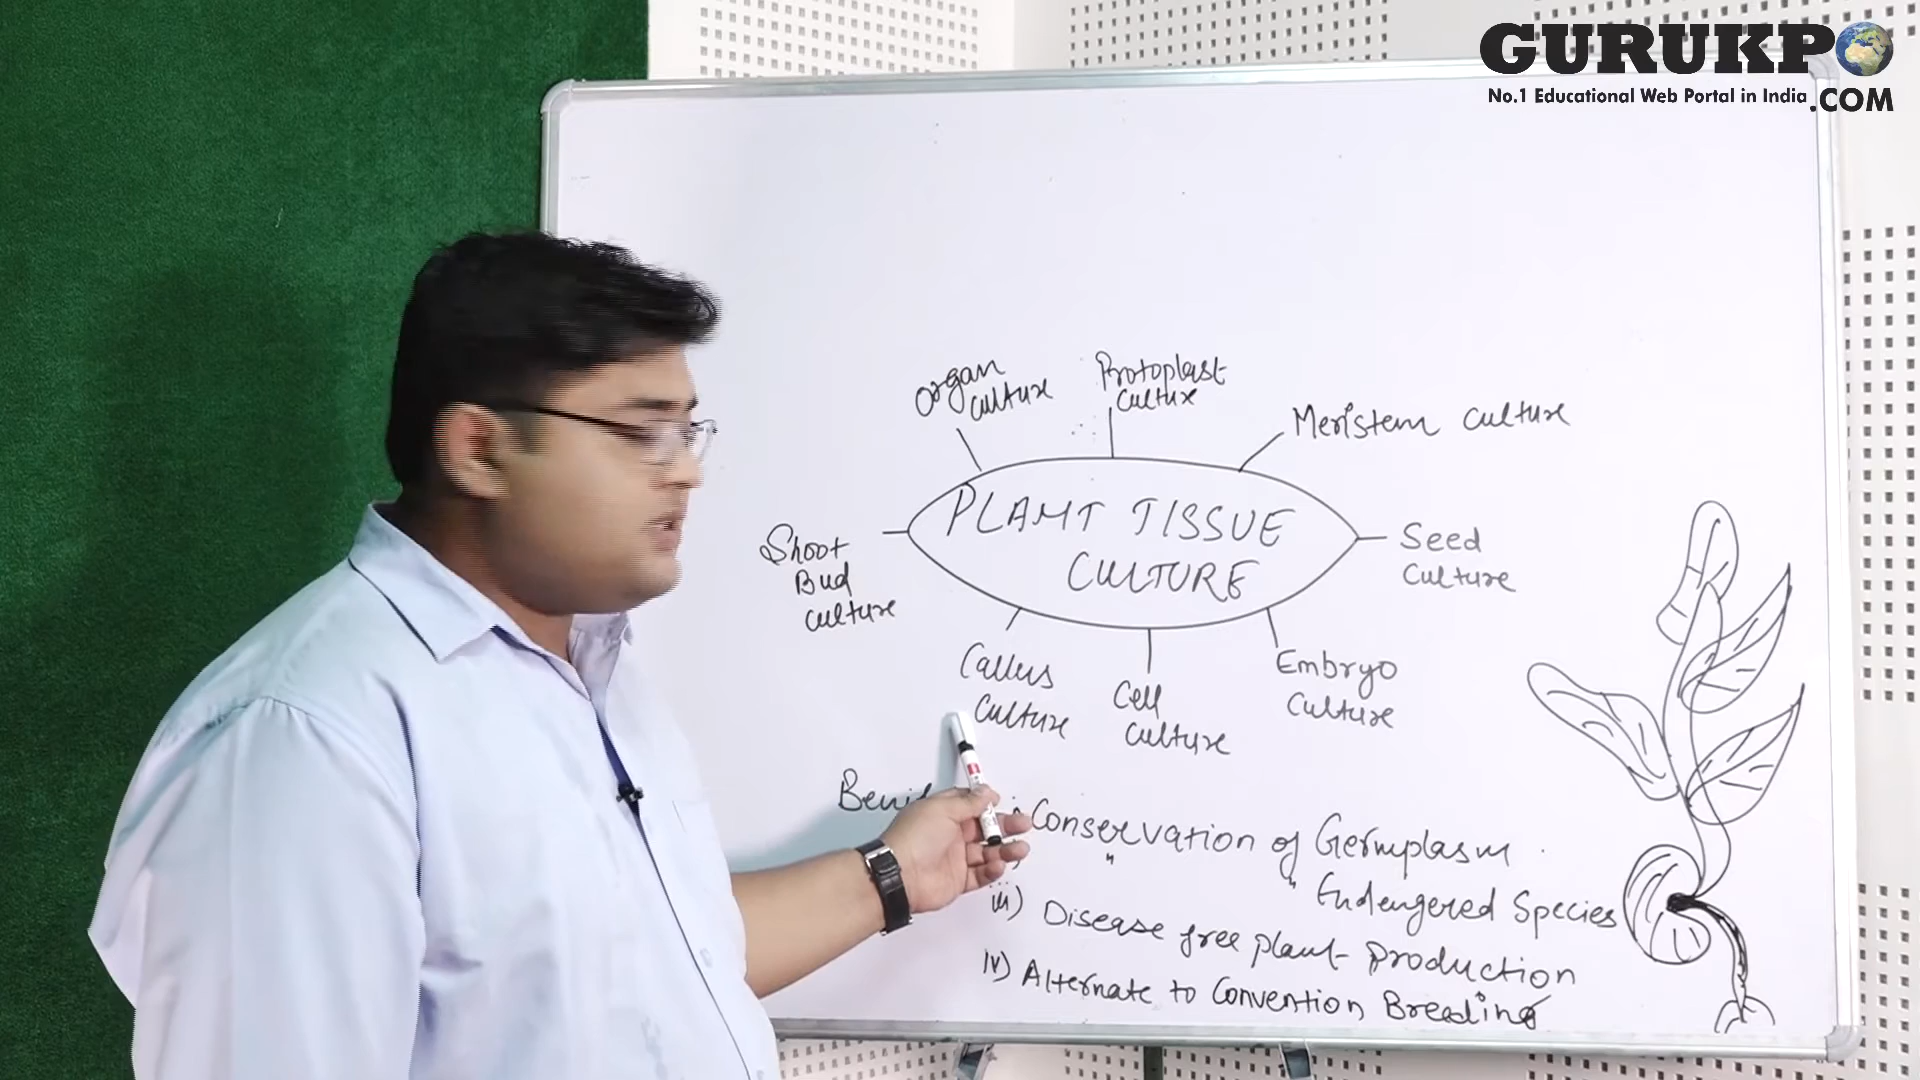 GURUKPO
No.1 Educational Web Portal in India
.COM
Organ
Culture
Protoplast
Culture
Meristem Culture
PLANT TISSUE
CULTURE
Shoot
Bud
Culture
Seed
Culture
Callus
Culture
Cell
Culture
Embryo
Culture
Conservation of Germplasm
" " Endangered Species
iii) Disease free plant Production
iv) Alternate to Convention Breeding